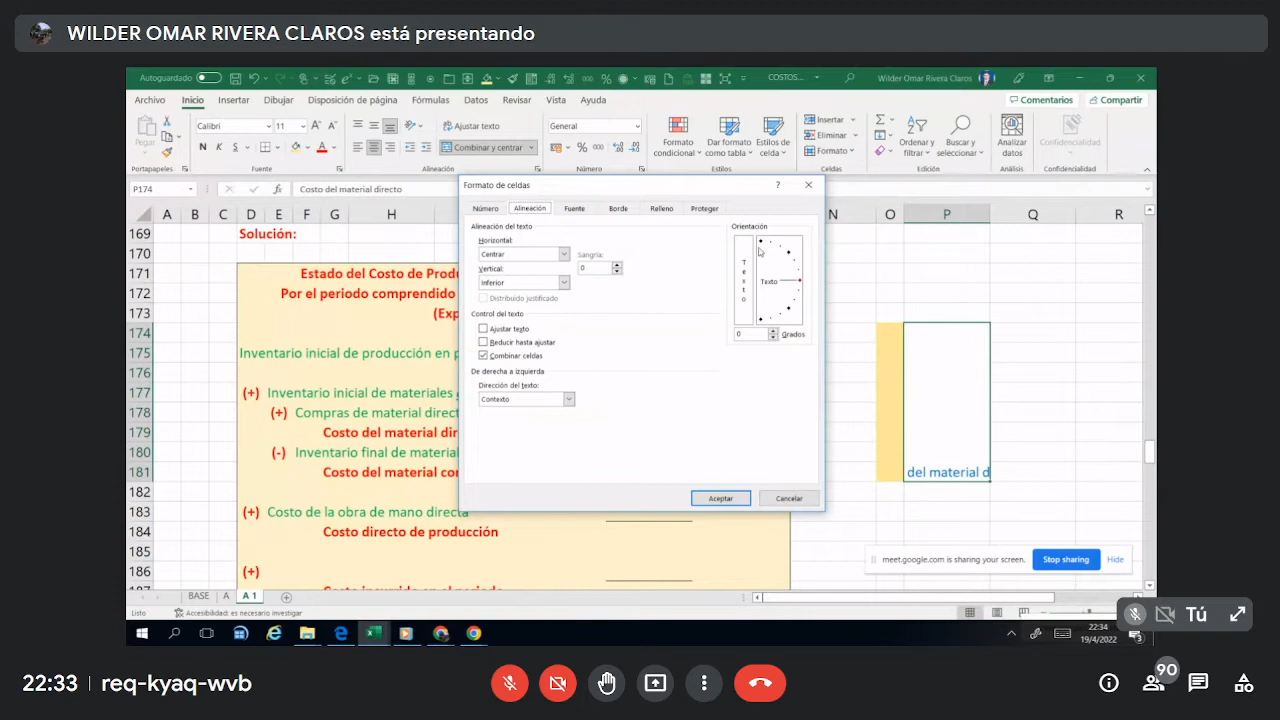 WILDER OMAR RIVERA CLAROS está presentando
Autoguardado
COSTOS...
Wilder Omar Rivera Claros
Archivo Inicio Insertar Dibujar Disposición de página Fórmulas Datos Revisar Vista Ayuda
Comentarios Compartir
Pegar
Calibri 11
N K S
Ajustar texto
Combinar y centrar
General
Formato condicional
Dar formato como tabla
Estilos de celda
Insertar
Eliminar
Formato
Ordenar y filtrar
Buscar y seleccionar
Analizar datos
Confidencialidad
Portapapeles Fuente Alineación Número Estilos Celdas Edición Análisis Confidencialidad
P174 fx Costo del material directo
A B C D E F G H N O P Q R
169 Solución:
170
171 Estado del Costo de Produ
172 Por el periodo comprendido
173 (Exp
174
175 Inventario inicial de producción en p
176
177 (+) Inventario inicial de materiales
178 (+) Compras de material direct
179 Costo del material dir
180 (-) Inventario final de material
181 Costo del material con
del material d
182
183 (+) Costo de la obra de mano directa
184 Costo directo de producción
185
186 (+)
Formato de celdas
?
Número Alineación Fuente Borde Relleno Proteger
Alineación del texto
Horizontal:
Centrar
Sangría:
0
Vertical:
Inferior
Distribuido justificado
Control del texto
Ajustar texto
Reducir hasta ajustar
Combinar celdas
De derecha a izquierda
Dirección del texto:
Contexto
Orientación
Texto
Texto
0 Grados
Aceptar Cancelar
meet.google.com is sharing your screen. Stop sharing Hide
BASE A A 1
Listo Accesibilidad: es necesario investigar
22:34
19/4/2022
3
Tú
22:33 req-kyaq-wvb
90